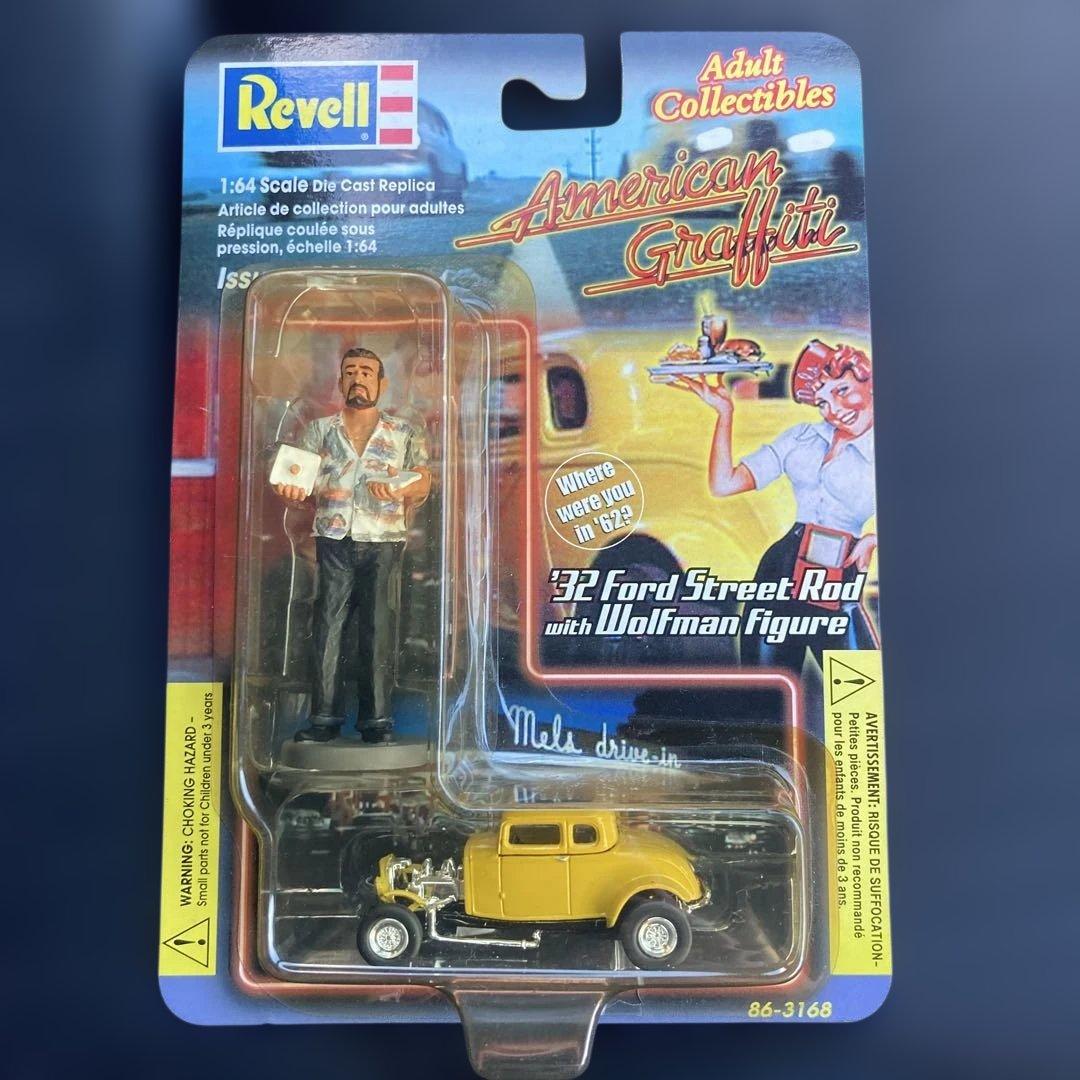 Revell®
Adult
Collectibles
1:64 Scale Die Cast Replica
Article de collection pour adultes
Réplique coulée sous
pression, échelle 1:64
American
Graffiti
Where
were you
in '62?
'32 Ford Street Rod
with Wolfman Figure
Mels drive-in
WARNING: CHOKING HAZARD –
Small parts not for Children under 3 years
AVERTISSEMENT: RISQUE DE SUFFOCATION–
Petites pièces. Produit non recommandé
pour les enfants de moins de 3 ans.
86-3168